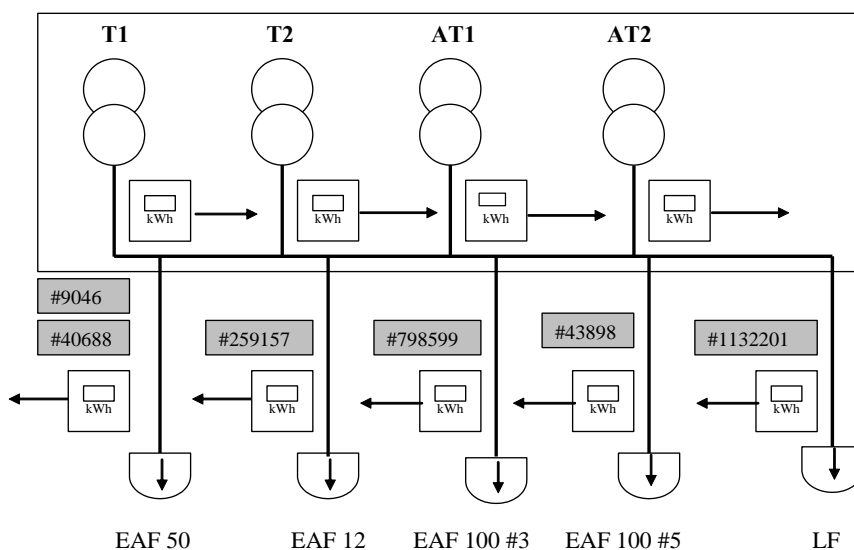 T1 T2 AT1 AT2
kWh kWh kWh kWh
#9046
#40688 #259157 #798599 #43898 #1132201
kWh kWh kWh kWh kWh
EAF 50 EAF 12 EAF 100 #3 EAF 100 #5 LF